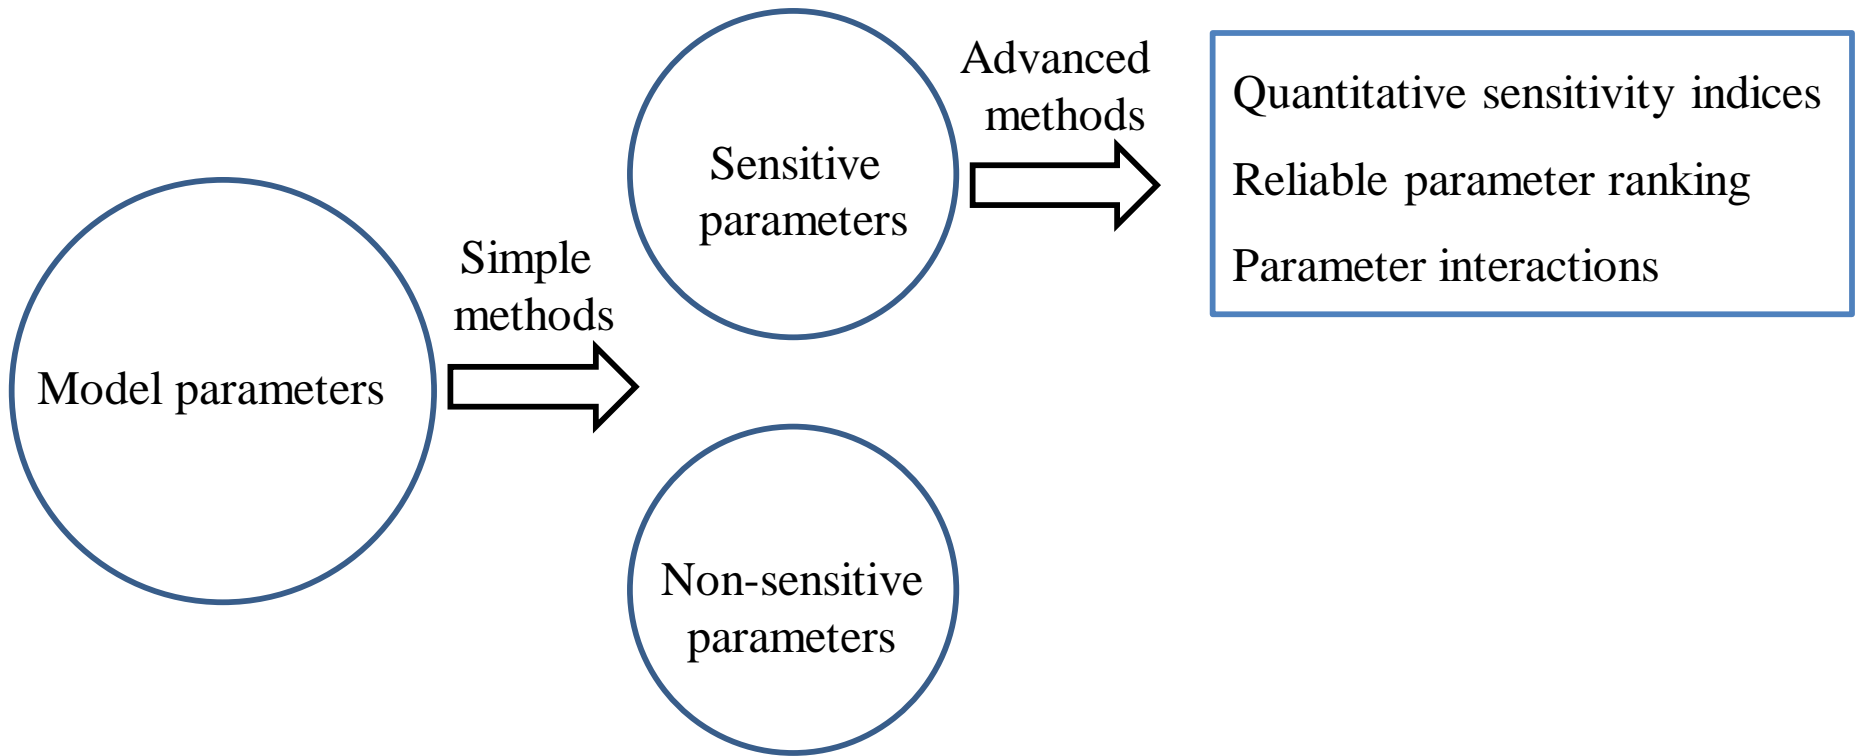 Model parameters
Simple
methods
Sensitive
parameters
Non-sensitive
parameters
Advanced
methods
Quantitative sensitivity indices
Reliable parameter ranking
Parameter interactions